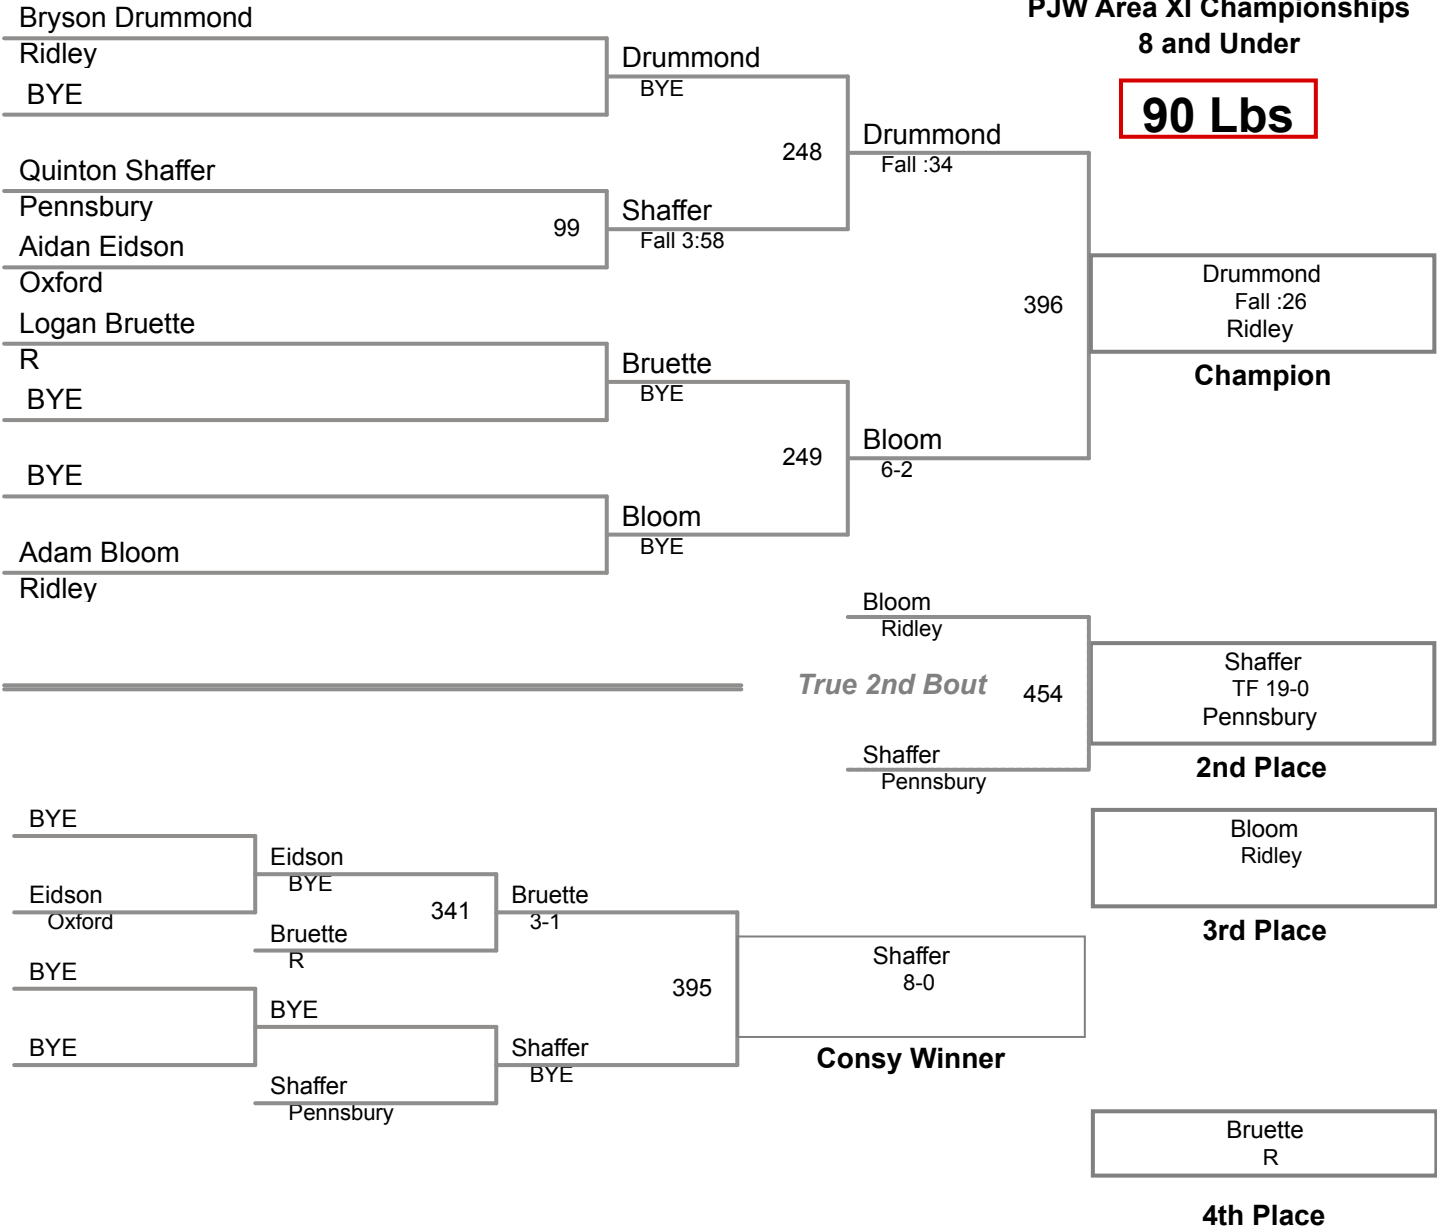 PJW Area XI Championships
8 and Under
90 Lbs
Bryson Drummond
Ridley
BYE
Drummond
BYE
248
Drummond
Fall :34
Quinton Shaffer
Pennsbury
99
Shaffer
Fall 3:58
Aidan Eidson
Oxford
396
Drummond
Fall :26
Ridley
Champion
Logan Bruette
R
BYE
Bruette
BYE
249
Bloom
6-2
BYE
Bloom
BYE
Adam Bloom
Ridley
Bloom
Ridley
True 2nd Bout
454
Shaffer
TF 19-0
Pennsbury
2nd Place
Shaffer
Pennsbury
BYE
Eidson
BYE
Eidson
Oxford
341
Bruette
3-1
Bruette
R
Bloom
Ridley
3rd Place
BYE
395
Shaffer
8-0
Consy Winner
BYE
BYE
Shaffer
BYE
Shaffer
Pennsbury
Bruette
R
4th Place